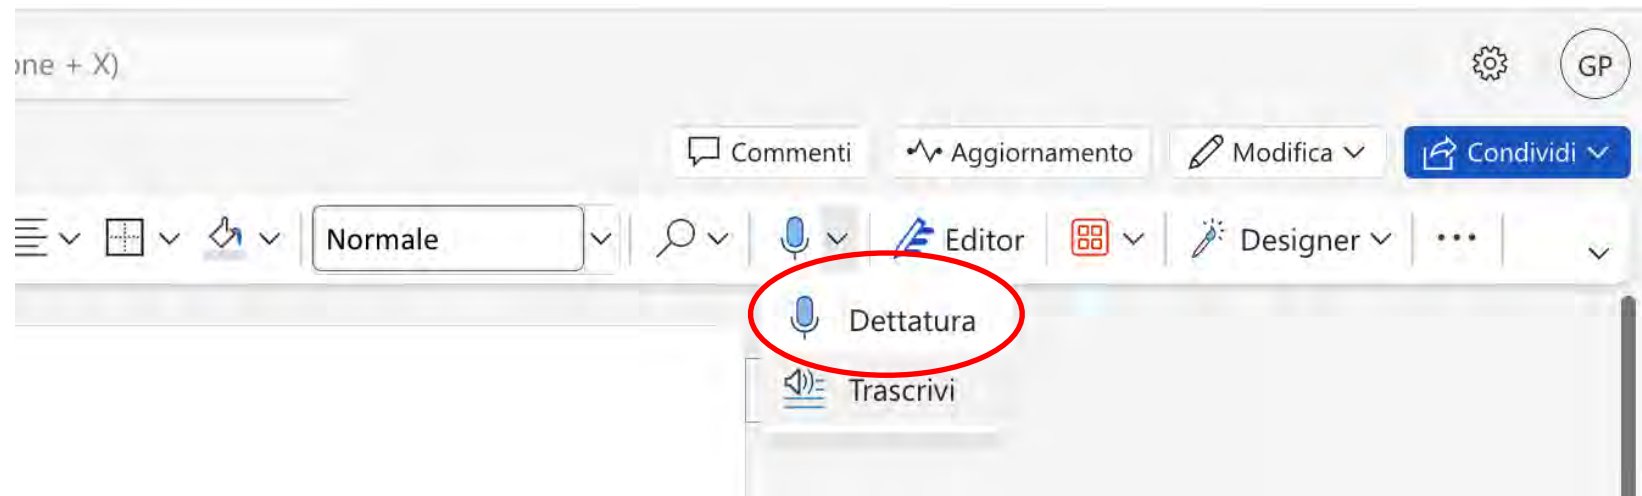 one + X)
GP
Commenti Aggiornamento Modifica Condividi
Normale Editor Designer
Dettatura
Trascrivi